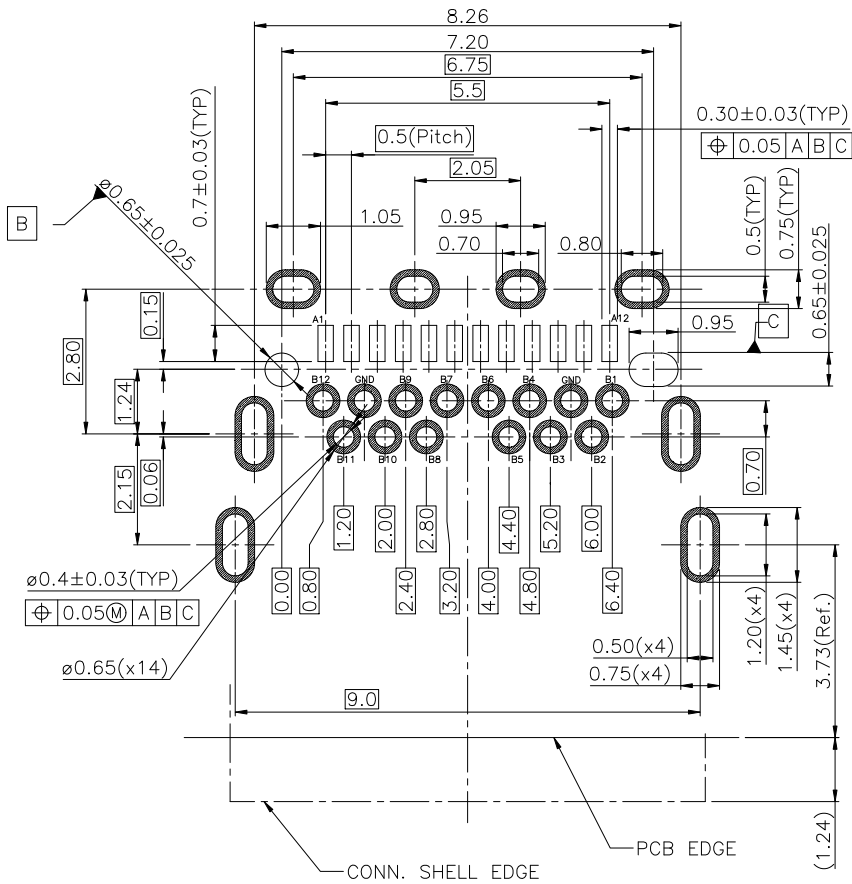 8.26
7.20
6.75
5.5
0.30±0.03(TYP)
⌖ 0.05 A B C
0.5(Pitch)
0.7±0.03(TYP)
2.05
ø0.65±0.025
B
1.05
0.95
0.70
0.80
0.5(TYP)
0.75(TYP)
0.65±0.025
A1
A12
C
0.95
0.15
2.80
1.24
B12
GND
B9
B7
B6
B4
GND
B1
B11
B10
B8
B5
B3
B2
0.06
2.15
0.70
1.20
2.00
2.80
4.40
5.20
6.00
0.00
0.80
2.40
3.20
4.00
4.80
6.40
ø0.4±0.03(TYP)
⌖ 0.05Ⓜ A B C
ø0.65(x14)
0.50(x4)
0.75(x4)
1.20(x4)
1.45(x4)
3.73(Ref.)
9.0
(1.24)
PCB EDGE
CONN. SHELL EDGE